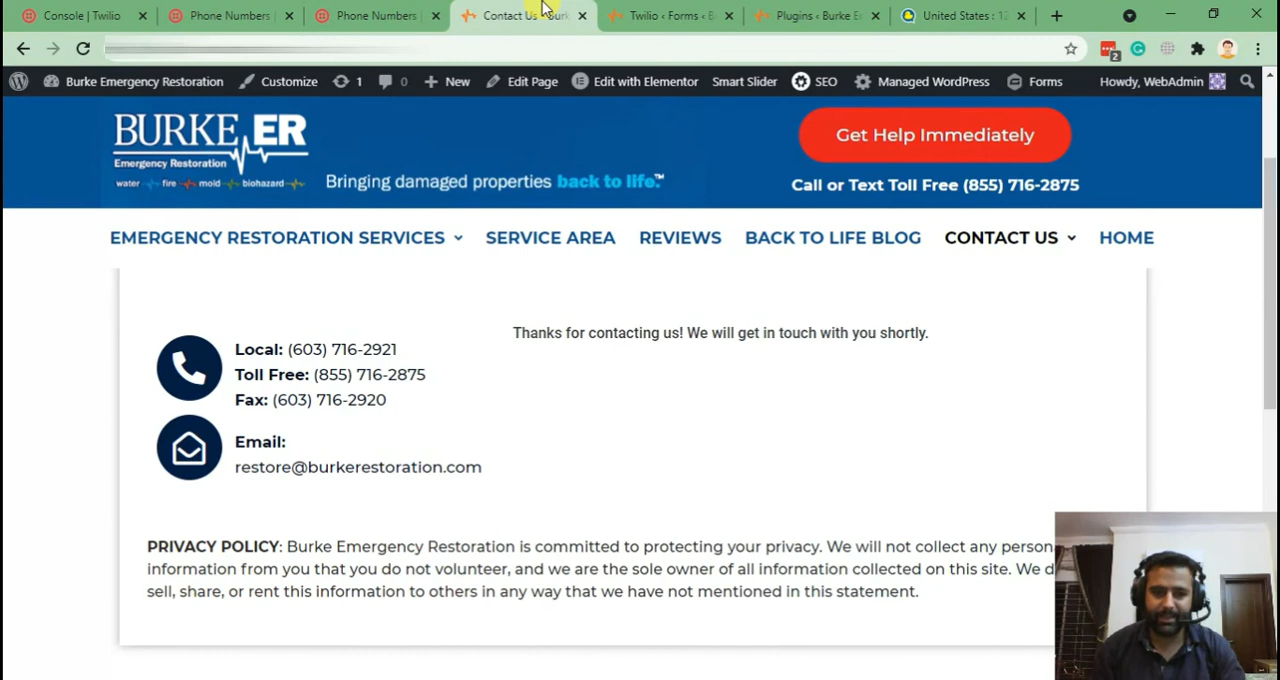 Console | Twilio
Phone Numbers |
Phone Numbers |
Contact Us
Twilio ‹ Forms ‹ B
Plugins ‹ Burke E
United States : 12
2
Burke Emergency Restoration
Customize
1
0
New
Edit Page
Edit with Elementor
Smart Slider
SEO
Managed WordPress
Forms
Howdy, WebAdmin
BURKE ER
Emergency Restoration
water fire mold biohazard
Bringing damaged properties back to life.™
Get Help Immediately
Call or Text Toll Free (855) 716-2875
EMERGENCY RESTORATION SERVICES
SERVICE AREA
REVIEWS
BACK TO LIFE BLOG
CONTACT US
HOME
Thanks for contacting us! We will get in touch with you shortly.
Local: (603) 716-2921
Toll Free: (855) 716-2875
Fax: (603) 716-2920
Email:
restore@burkerestoration.com
PRIVACY POLICY: Burke Emergency Restoration is committed to protecting your privacy. We will not collect any person
information from you that you do not volunteer, and we are the sole owner of all information collected on this site. We d
sell, share, or rent this information to others in any way that we have not mentioned in this statement.